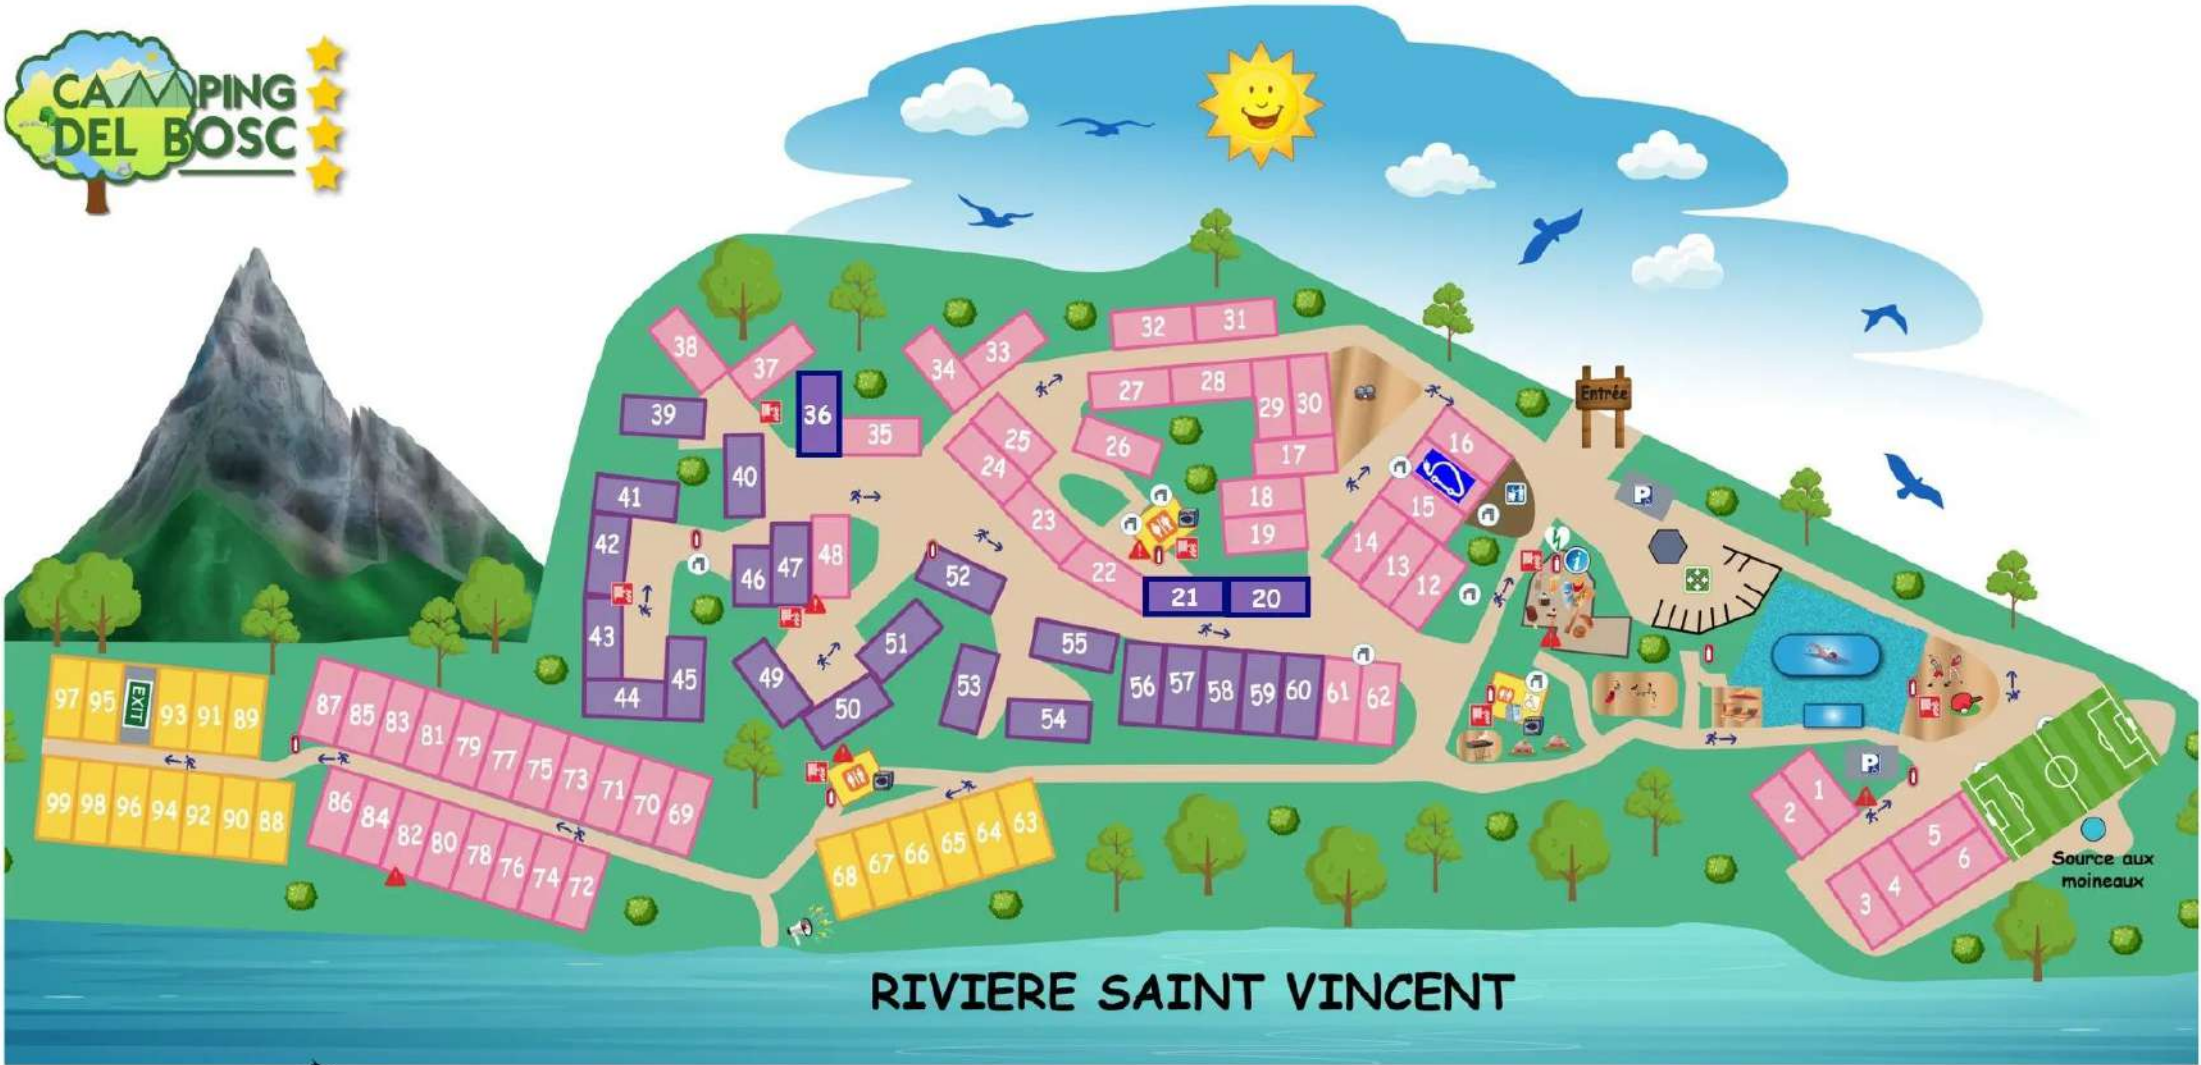 CAMPING
DEL BOSC
Entrée
32 31
38 37 34 33
27 28 29 30
39 36 35 25 26 17 16
40 24 18 15
41 23 19 14 13 12
42 46 47 48 52 22 21 20
43 51 55
44 45 49 50 53 54 56 57 58 59 60 61 62
P
i
97 95 EXIT 93 91 89
87 85 83 81 79 77 75 73 71 70 69
99 98 96 94 92 90 88
86 84 82 80 78 76 74 72
68 67 66 65 64 63
P
2 1
5
6
3 4
Source aux
moineaux
RIVIERE SAINT VINCENT